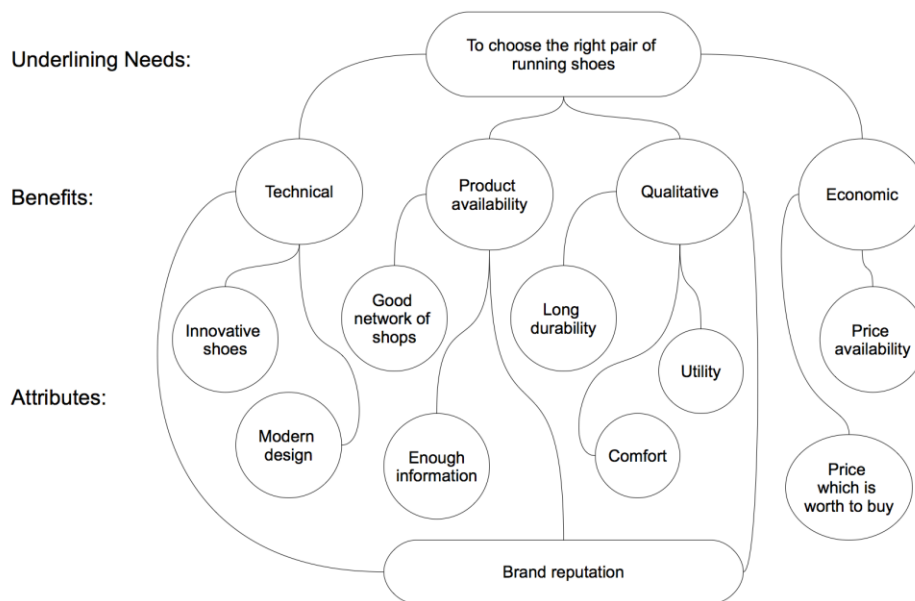 Underlining Needs:
To choose the right pair of
running shoes
Benefits:
Technical
Product
availability
Qualitative
Economic
Attributes:
Innovative
shoes
Good
network of
shops
Long
durability
Price
availability
Utility
Modern
design
Enough
information
Comfort
Price
which is
worth to buy
Brand reputation